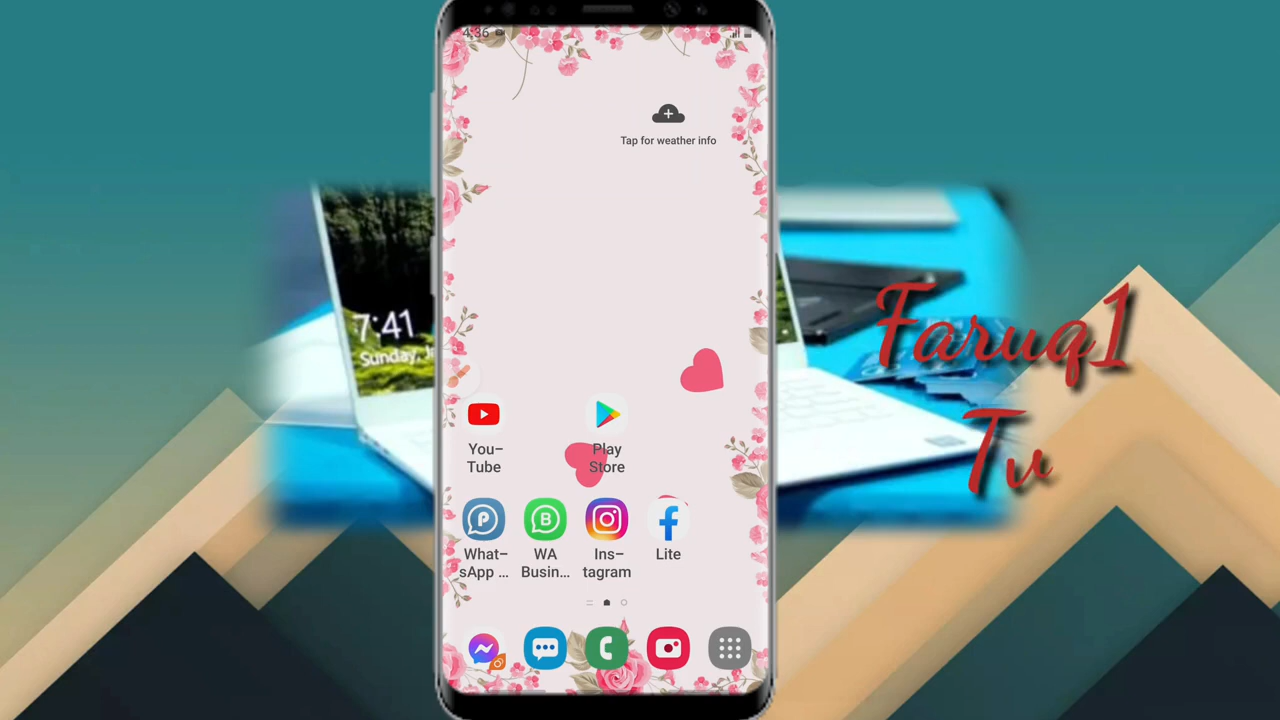 4:36
Tap for weather info
7:41
Sunday, J
You-
Tube
Play
Store
What-
sApp ...
WA
Busin...
Ins-
tagram
Lite
Faruq1
Tv